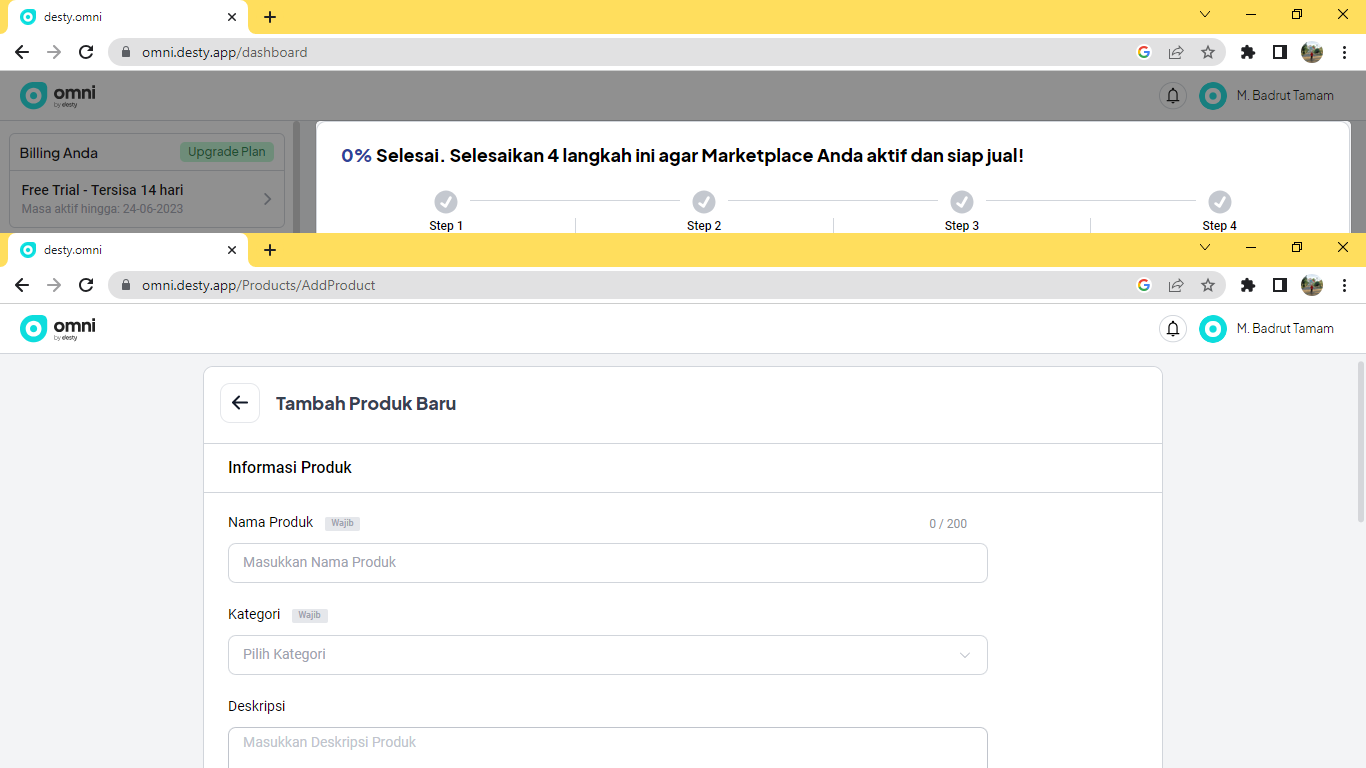 desty.omni
omni.desty.app/dashboard
omni
by desty
M. Badrut Tamam
Billing Anda
Upgrade Plan
Free Trial - Tersisa 14 hari
Masa aktif hingga: 24-06-2023
0% Selesai. Selesaikan 4 langkah ini agar Marketplace Anda aktif dan siap jual!
Step 1
Step 2
Step 3
Step 4
desty.omni
omni.desty.app/Products/AddProduct
omni
by desty
M. Badrut Tamam
Tambah Produk Baru
Informasi Produk
Nama Produk Wajib 0 / 200
Masukkan Nama Produk
Kategori Wajib
Pilih Kategori
Deskripsi
Masukkan Deskripsi Produk